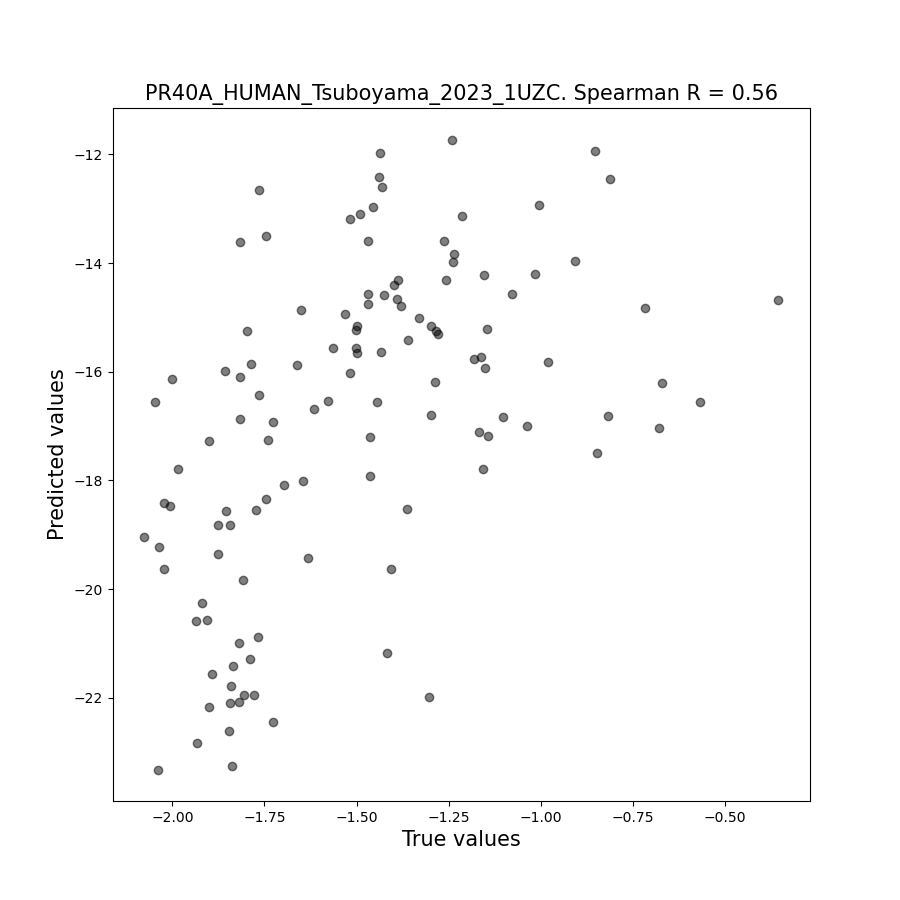 PR40A_HUMAN_Tsuboyama_2023_1UZC. Spearman R = 0.56
−12
−14
−16
−18
−20
−22
Predicted values
−2.00 −1.75 −1.50 −1.25 −1.00 −0.75 −0.50
True values